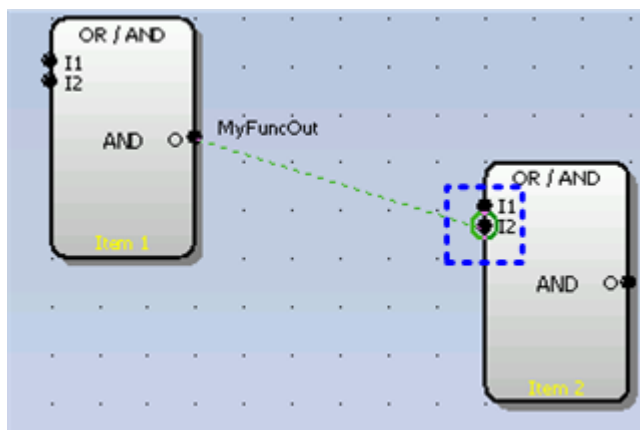 OR / AND
I1
I2
AND
MyFuncOut
Item 1
OR / AND
I1
I2
AND
Item 2